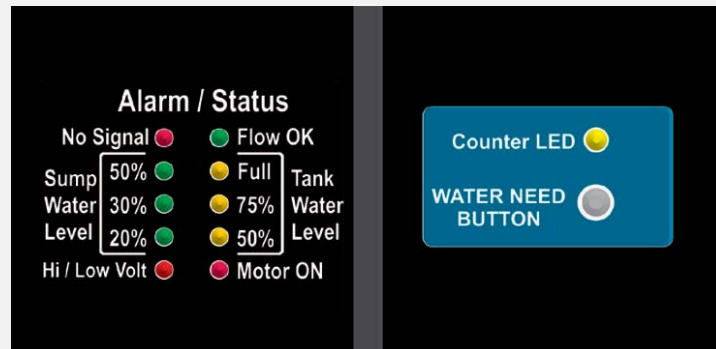 Alarm / Status
No Signal
Flow OK
Sump
Water
Level
50%
30%
20%
Full
75%
50%
Tank
Water
Level
Hi / Low Volt
Motor ON
Counter LED
WATER NEED
BUTTON